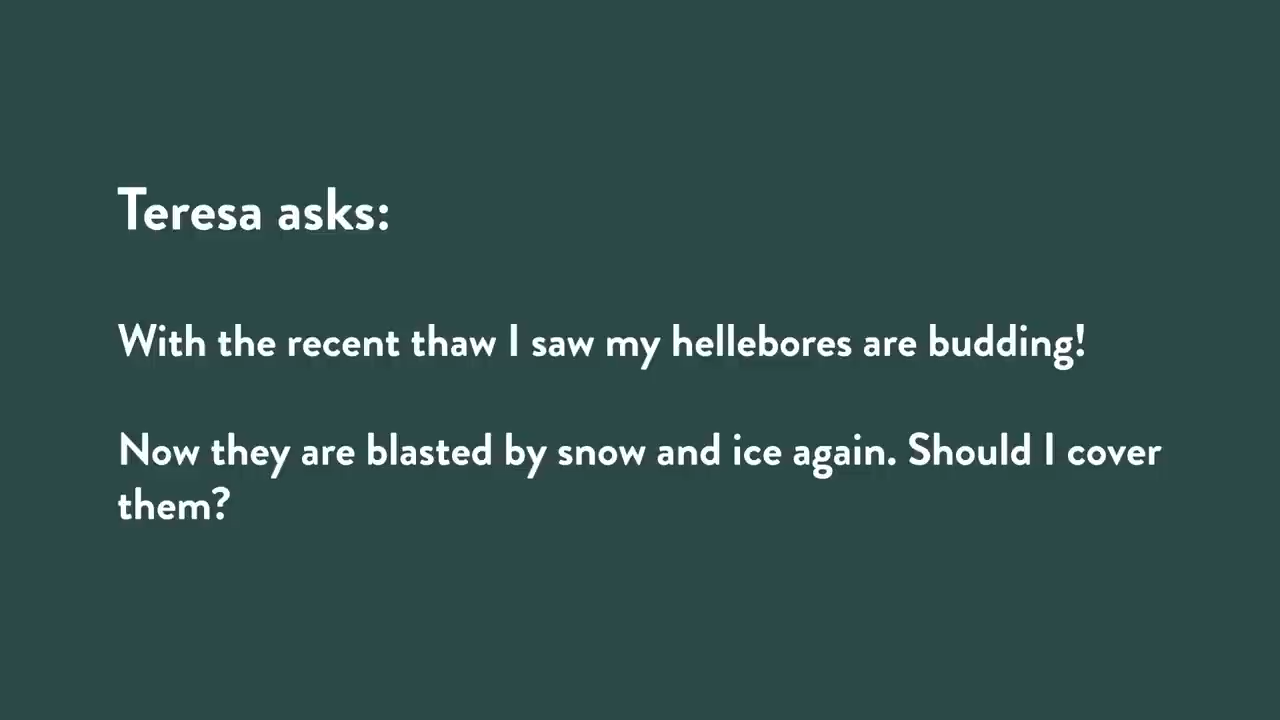 Teresa asks:
With the recent thaw I saw my hellebores are budding!
Now they are blasted by snow and ice again. Should I cover
them?